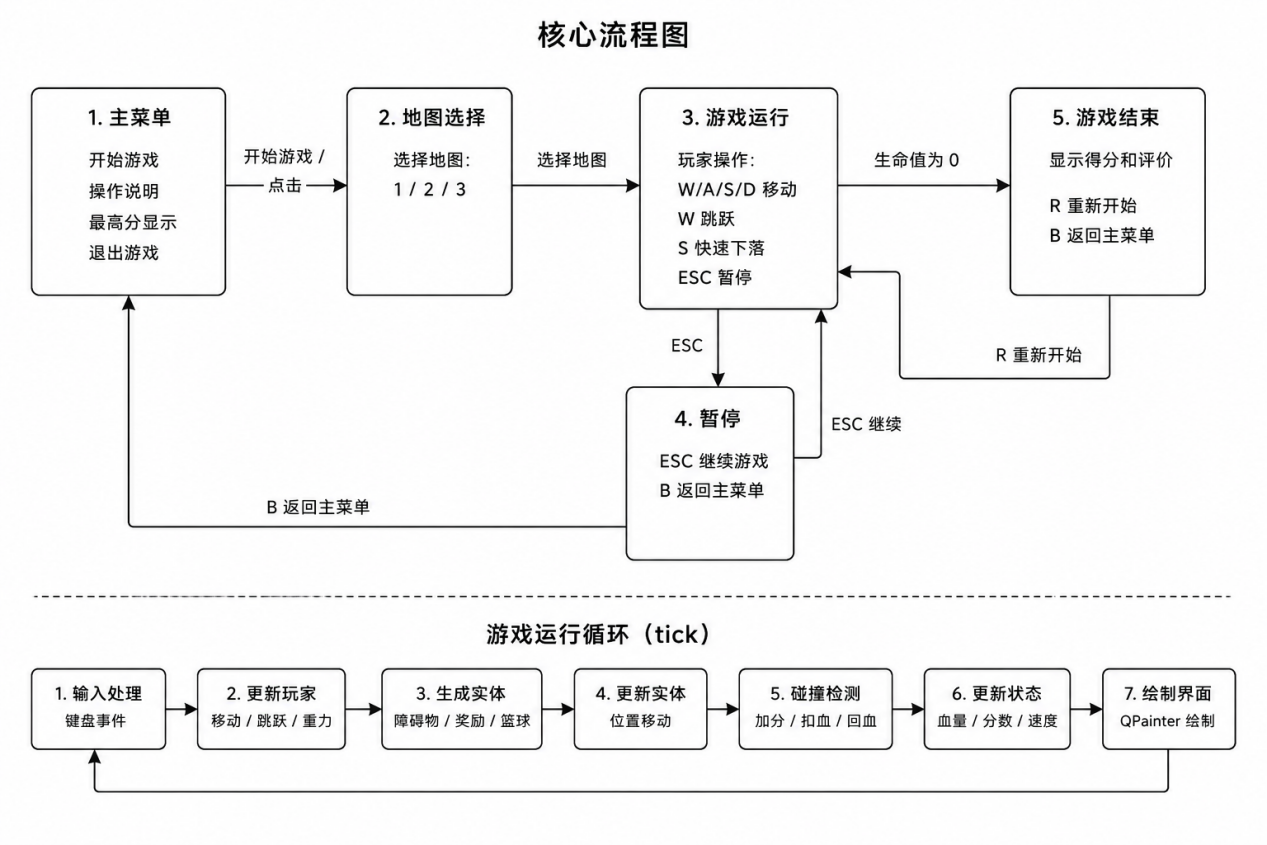 核心流程图
1. 主菜单
开始游戏
操作说明
最高分显示
退出游戏
开始游戏 /
点击
2. 地图选择
选择地图：
1 / 2 / 3
选择地图
3. 游戏运行
玩家操作：
W/A/S/D 移动
W 跳跃
S 快速下落
ESC 暂停
生命值为 0
5. 游戏结束
显示得分和评价
R 重新开始
B 返回主菜单
R 重新开始
ESC
4. 暂停
ESC 继续游戏
B 返回主菜单
ESC 继续
B 返回主菜单
游戏运行循环（tick）
1. 输入处理
键盘事件
2. 更新玩家
移动 / 跳跃 / 重力
3. 生成实体
障碍物 / 奖励 / 篮球
4. 更新实体
位置移动
5. 碰撞检测
加分 / 扣血 / 回血
6. 更新状态
血量 / 分数 / 速度
7. 绘制界面
QPainter 绘制